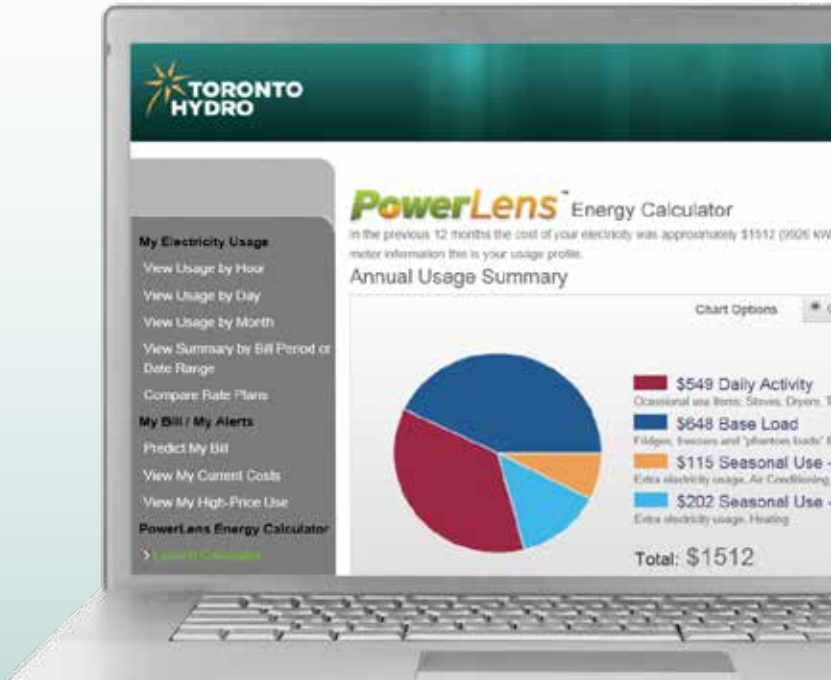 TORONTO
HYDRO
My Electricity Usage
View Usage by Hour
View Usage by Day
View Usage by Month
View Summary by Bill Period or
Date Range
Compare Rate Plans
My Bill / My Alerts
Predict My Bill
View My Current Costs
View My High-Price Use
PowerLens Energy Calculator
PowerLens™ Energy Calculator
In the previous 12 months the cost of your electricity was approximately $1512 (9926 KW
meter information this is your usage profile.
Annual Usage Summary
Chart Options
$549 Daily Activity
Ocassional use Items: Stoves, Dryers, T
$648 Base Load
Fridges, freezers and "phantom loads"
$115 Seasonal Use -
Extra electricity usage, Air Conditioning
$202 Seasonal Use -
Extra electricity usage, Heating
Total: $1512